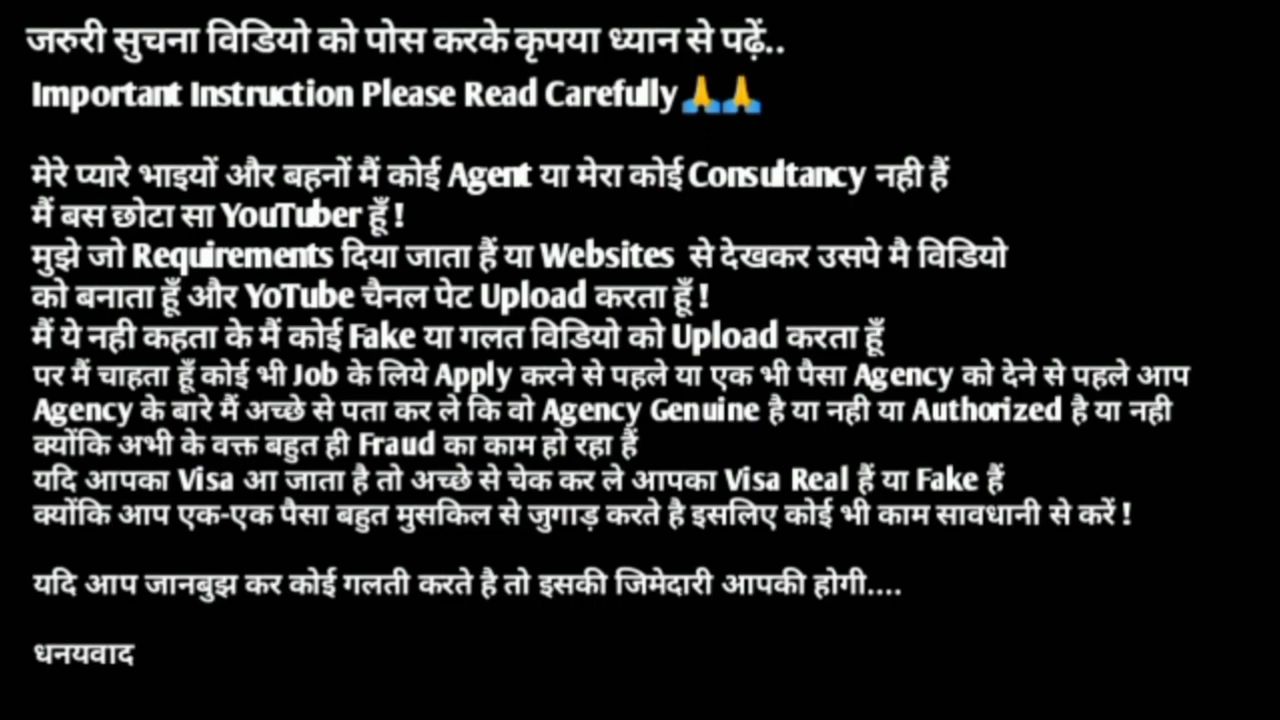 जरुरी सुचना विडियो को पोस करके कृपया ध्यान से पढ़ें..
Important Instruction Please Read Carefully🙏🙏
मेरे प्यारे भाइयों और बहनों मैं कोई Agent या मेरा कोई Consultancy नही हैं
मैं बस छोटा सा YouTuber हूँ !
मुझे जो Requirements दिया जाता हैं या Websites से देखकर उसपे मै विडियो
को बनाता हूँ और YoTube चैनल पेट Upload करता हूँ !
मैं ये नही कहता के मैं कोई Fake या गलत विडियो को Upload करता हूँ
पर मैं चाहता हूँ कोई भी Job के लिये Apply करने से पहले या एक भी पैसा Agency को देने से पहले आप
Agency के बारे मैं अच्छे से पता कर ले कि वो Agency Genuine है या नही या Authorized है या नही
क्योंकि अभी के वक्त बहुत ही Fraud का काम हो रहा हैं
यदि आपका Visa आ जाता है तो अच्छे से चेक कर ले आपका Visa Real हैं या Fake हैं
क्योंकि आप एक-एक पैसा बहुत मुसकिल से जुगाड़ करते है इसलिए कोई भी काम सावधानी से करें !
यदि आप जानबुझ कर कोई गलती करते है तो इसकी जिमेदारी आपकी होगी....
धनयवाद